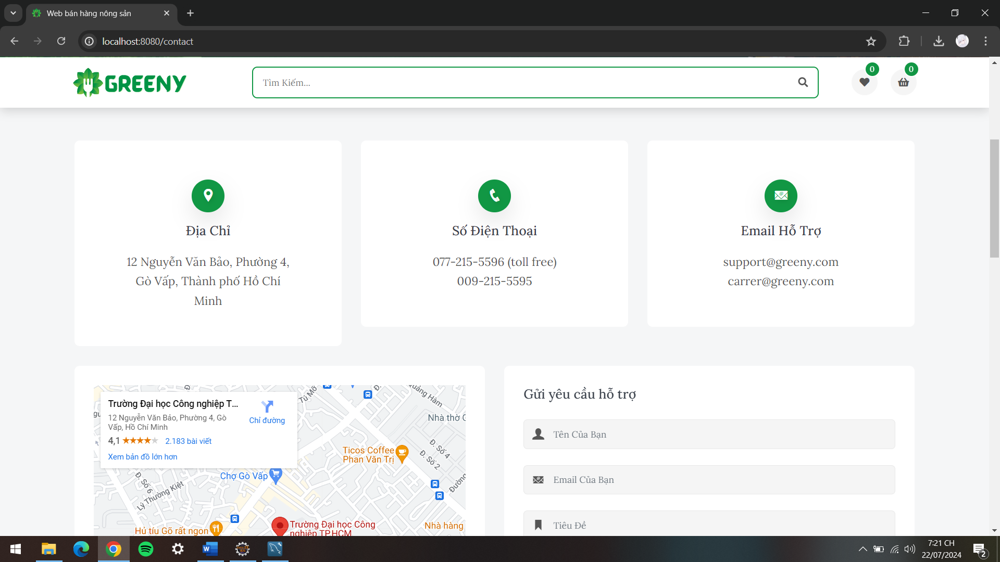 Web bán hàng nông sản
localhost:8080/contact
GREENY
Tìm Kiếm...
0
0
Địa Chỉ
12 Nguyễn Văn Bảo, Phường 4,
Gò Vấp, Thành phố Hồ Chí
Minh
Số Điện Thoại
077-215-5596 (toll free)
009-215-5595
Email Hỗ Trợ
support@greeny.com
carrer@greeny.com
Trường Đại học Công nghiệp T...
12 Nguyễn Văn Bảo, Phường 4, Gò
Vấp, Hồ Chí Minh
4,1
2.183 bài viết
Xem bản đồ lớn hơn
Chỉ đường
Tú Mỡ
Quảng Hàm
Nhà thờ
Ticos Coffee
Phan Văn Trị
Đ. Số 4
Đ. Số 2
Đường
Chợ Gò Vấp
Đ. Số 6
Lý Thường Kiệt
Hủ tíu Gõ rất ngon
Trường Đại học Công
nghiệp TP.HCM
Nhà hàng
Gửi yêu cầu hỗ trợ
Tên Của Bạn
Email Của Bạn
Tiêu Đề
7:21 CH
22/07/2024
2